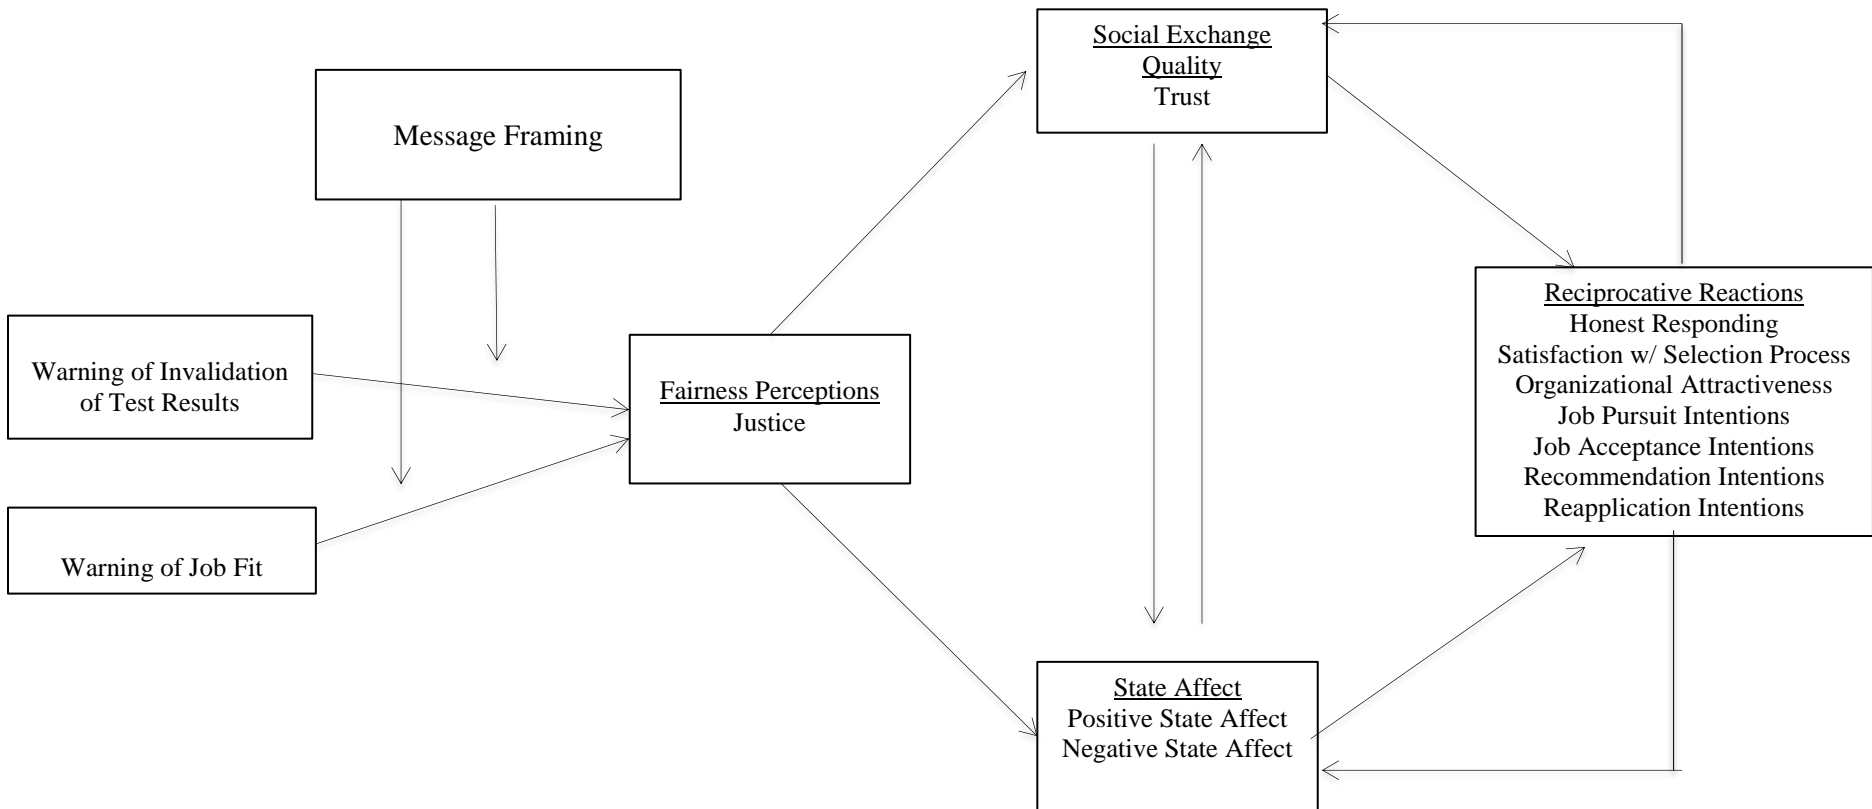 Message Framing
Warning of Invalidation
of Test Results
Warning of Job Fit
Fairness Perceptions
Justice
Social Exchange
Quality
Trust
State Affect
Positive State Affect
Negative State Affect
Reciprocative Reactions
Honest Responding
Satisfaction w/ Selection Process
Organizational Attractiveness
Job Pursuit Intentions
Job Acceptance Intentions
Recommendation Intentions
Reapplication Intentions